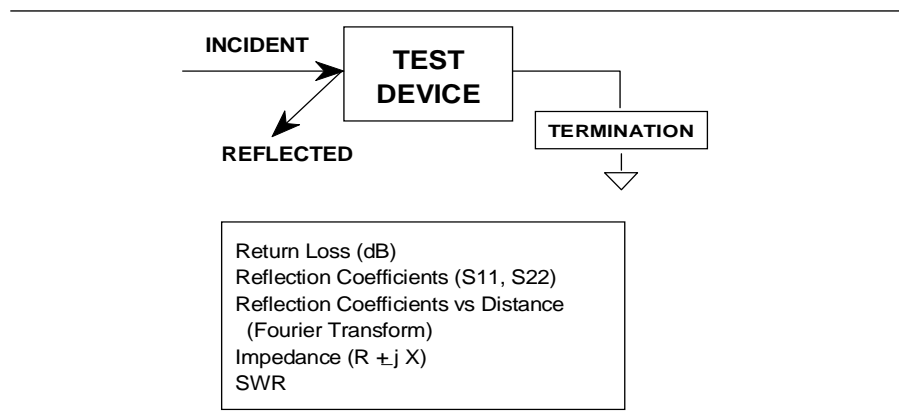 INCIDENT
TEST
DEVICE
TERMINATION
REFLECTED
Return Loss (dB)
Reflection Coefficients (S11, S22)
Reflection Coefficients vs Distance
(Fourier Transform)
Impedance (R ± j X)
SWR